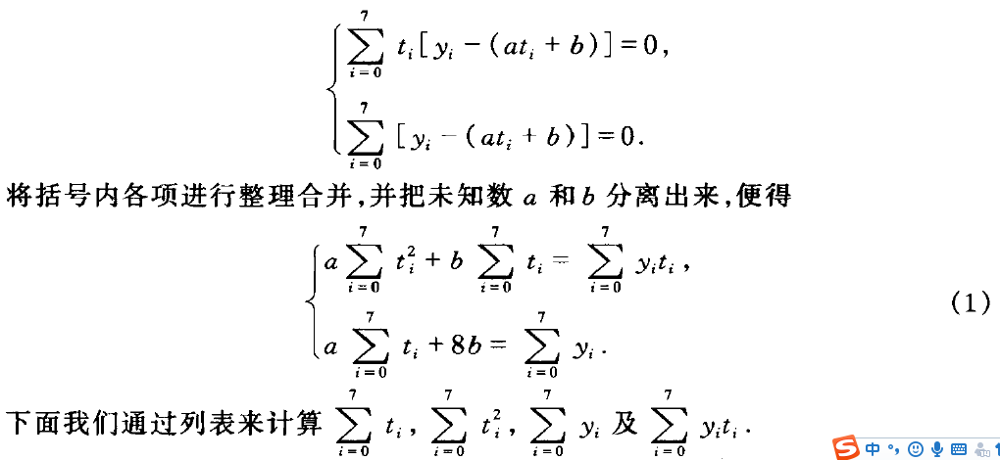 \begin{cases} \sum_{i=0}^{7} t_i[y_i-(at_i+b)]=0, \\ \sum_{i=0}^{7} [y_i-(at_i+b)]=0. \end{cases}
将括号内各项进行整理合并,并把未知数 a 和 b 分离出来,便得
\begin{cases} a\sum_{i=0}^{7} t_i^2+b\sum_{i=0}^{7} t_i=\sum_{i=0}^{7} y_it_i, \\ a\sum_{i=0}^{7} t_i+8b=\sum_{i=0}^{7} y_i. \end{cases} (1)
下面我们通过列表来计算 \sum_{i=0}^{7} t_i, \sum_{i=0}^{7} t_i^2, \sum_{i=0}^{7} y_i 及 \sum_{i=0}^{7} y_it_i.
S 中